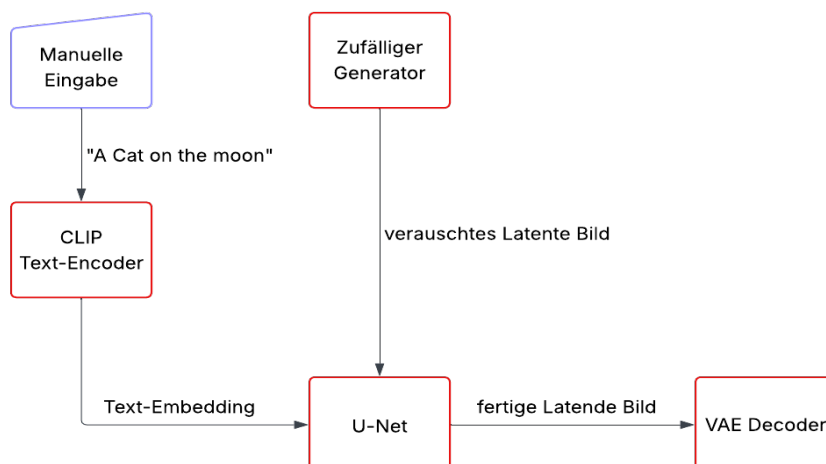 Manuelle
Eingabe
Zufälliger
Generator
"A Cat on the moon"
CLIP
Text-Encoder
verauschtes Latente Bild
Text-Embedding
U-Net
fertige Latende Bild
VAE Decoder